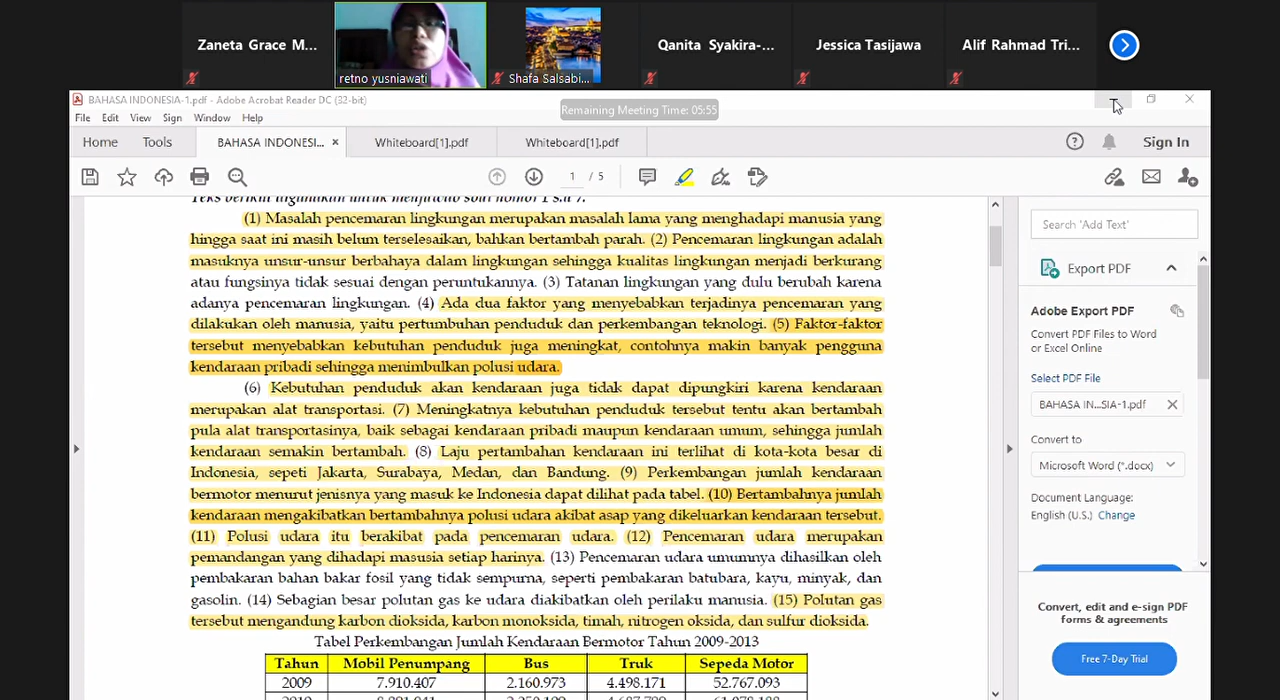 Zaneta Grace M...
retno yusniawati
Shafa Salsabi...
Qanita Syakira-...
Jessica Tasijawa
Alif Rahmad Tri...
BAHASA INDONESIA-1.pdf - Adobe Acrobat Reader DC (32-bit)
Remaining Meeting Time: 05:55
File Edit View Sign Window Help
Home Tools BAHASA INDONESI... × Whiteboard[1].pdf Whiteboard[1].pdf Sign In
1 / 5
Teks berikut digunakan untuk menjawab soal nomor 1 s.d 7.
(1) Masalah pencemaran lingkungan merupakan masalah lama yang menghadapi manusia yang
hingga saat ini masih belum terselesaikan, bahkan bertambah parah. (2) Pencemaran lingkungan adalah
masuknya unsur-unsur berbahaya dalam lingkungan sehingga kualitas lingkungan menjadi berkurang
atau fungsinya tidak sesuai dengan peruntukannya. (3) Tatanan lingkungan yang dulu berubah karena
adanya pencemaran lingkungan. (4) Ada dua faktor yang menyebabkan terjadinya pencemaran yang
dilakukan oleh manusia, yaitu pertumbuhan penduduk dan perkembangan teknologi. (5) Faktor-faktor
tersebut menyebabkan kebutuhan penduduk juga meningkat, contohnya makin banyak pengguna
kendaraan pribadi sehingga menimbulkan polusi udara.
(6) Kebutuhan penduduk akan kendaraan juga tidak dapat dipungkiri karena kendaraan
merupakan alat transportasi. (7) Meningkatnya kebutuhan penduduk tersebut tentu akan bertambah
pula alat transportasinya, baik sebagai kendaraan pribadi maupun kendaraan umum, sehingga jumlah
kendaraan semakin bertambah. (8) Laju pertambahan kendaraan ini terlihat di kota-kota besar di
Indonesia, sepeti Jakarta, Surabaya, Medan, dan Bandung. (9) Perkembangan jumlah kendaraan
bermotor menurut jenisnya yang masuk ke Indonesia dapat dilihat pada tabel. (10) Bertambahnya jumlah
kendaraan mengakibatkan bertambahnya polusi udara akibat asap yang dikeluarkan kendaraan tersebut.
(11) Polusi udara itu berakibat pada pencemaran udara. (12) Pencemaran udara merupakan
pemandangan yang dihadapi masusia setiap harinya. (13) Pencemaran udara umumnya dihasilkan oleh
pembakaran bahan bakar fosil yang tidak sempurna, seperti pembakaran batubara, kayu, minyak, dan
gasolin. (14) Sebagian besar polutan gas ke udara diakibatkan oleh perilaku manusia. (15) Polutan gas
tersebut mengandung karbon dioksida, karbon monoksida, timah, nitrogen oksida, dan sulfur dioksida.
Tabel Perkembangan Jumlah Kendaraan Bermotor Tahun 2009-2013
Tahun Mobil Penumpang Bus Truk Sepeda Motor
2009 7.910.407 2.160.973 4.498.171 52.767.093
Search 'Add Text'
Export PDF
Adobe Export PDF
Convert PDF Files to Word
or Excel Online
Select PDF File
BAHASA IN...SIA-1.pdf
Convert to
Microsoft Word (*.docx)
Document Language:
English (U.S.) Change
Convert, edit and e-sign PDF
forms & agreements
Free 7-Day Trial